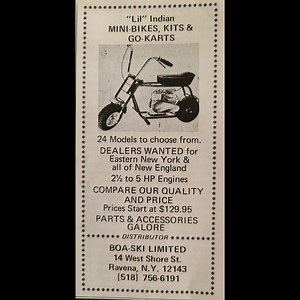 "Lil" Indian
MINI-BIKES, KITS &
GO-KARTS
24 Models to choose from.
DEALERS WANTED for
Eastern New York &
all of New England
2½ to 5 HP Engines
COMPARE OUR QUALITY
AND PRICE
Prices Start at $129.95
PARTS & ACCESSORIES
GALORE
DISTRIBUTOR
BOA-SKI LIMITED
14 West Shore St.
Ravena, N.Y. 12143
[518] 756-6191